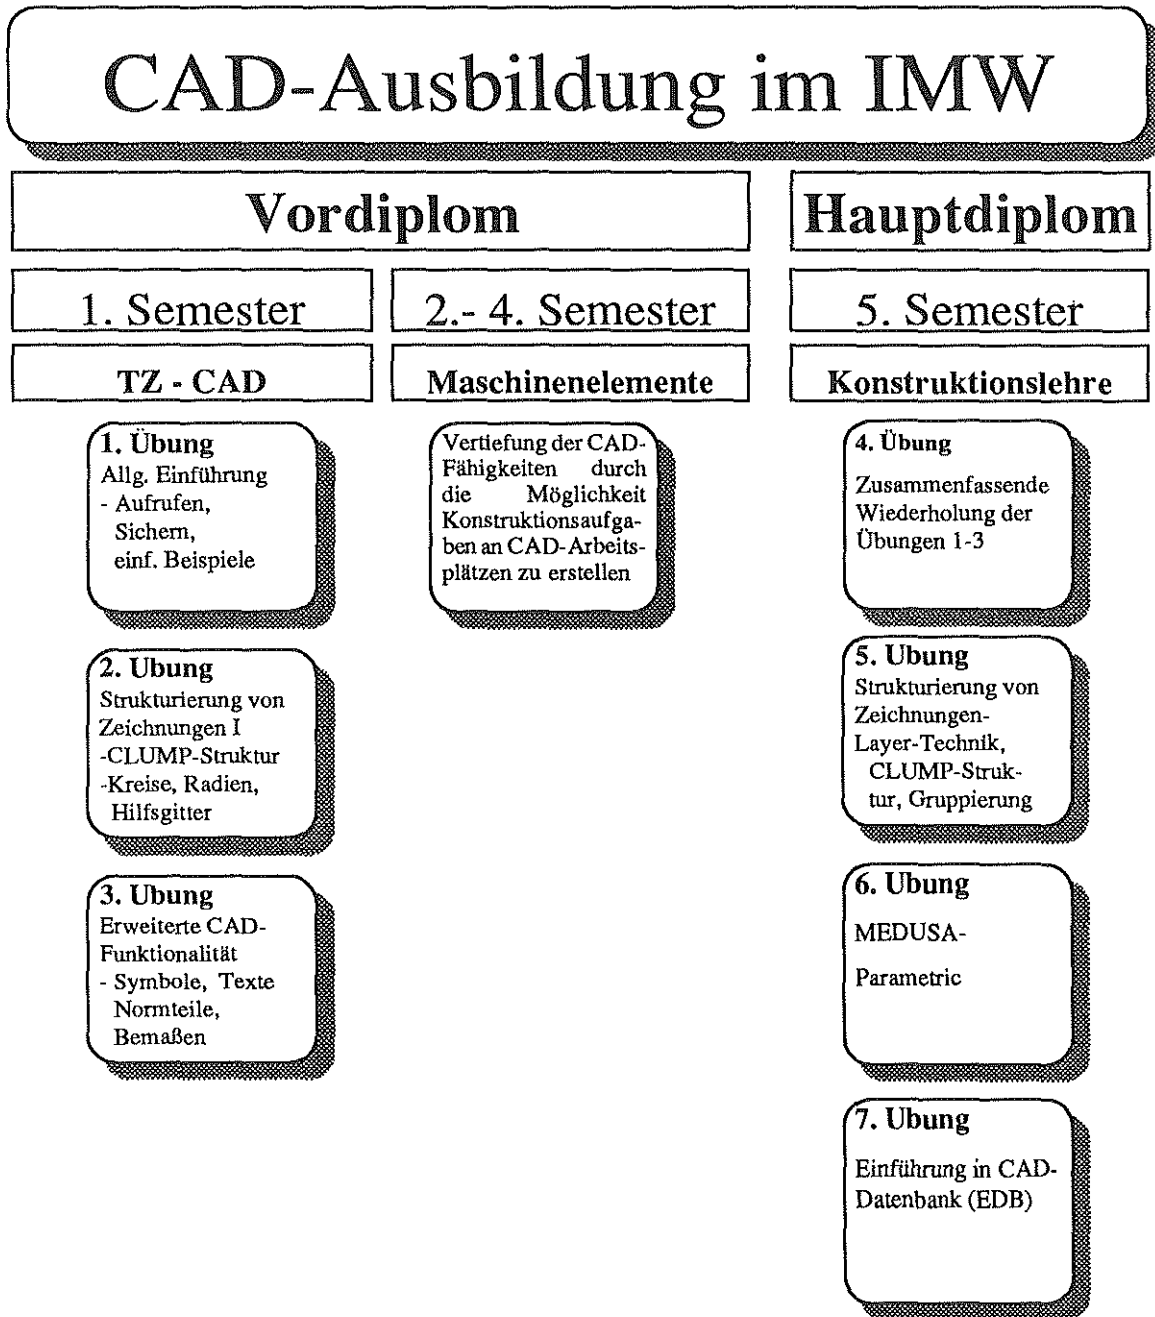 CAD-Ausbildung im IMW
Vordiplom
Hauptdiplom
1. Semester
2.- 4. Semester
5. Semester
TZ - CAD
Maschinenelemente
Konstruktionslehre
1. Übung
Allg. Einführung
- Aufrufen,
Sichern,
einf. Beispiele
2. Ubung
Strukturierung von
Zeichnungen I
-CLUMP-Struktur
-Kreise, Radien,
Hilfsgitter
3. Ubung
Erweiterte CAD-
Funktionalität
- Symbole, Texte
Normteile,
Bemaßen
Vertiefung der CAD-
Fähigkeiten durch
die Möglichkeit
Konstruktionsaufga-
ben an CAD-Arbeits-
plätzen zu erstellen
4. Übung
Zusammenfassende
Wiederholung der
Übungen 1-3
5. Ubung
Strukturierung von
Zeichnungen-
Layer-Technik,
CLUMP-Struk-
tur, Gruppierung
6. Ubung
MEDUSA-
Parametric
7. Ubung
Einführung in CAD-
Datenbank (EDB)